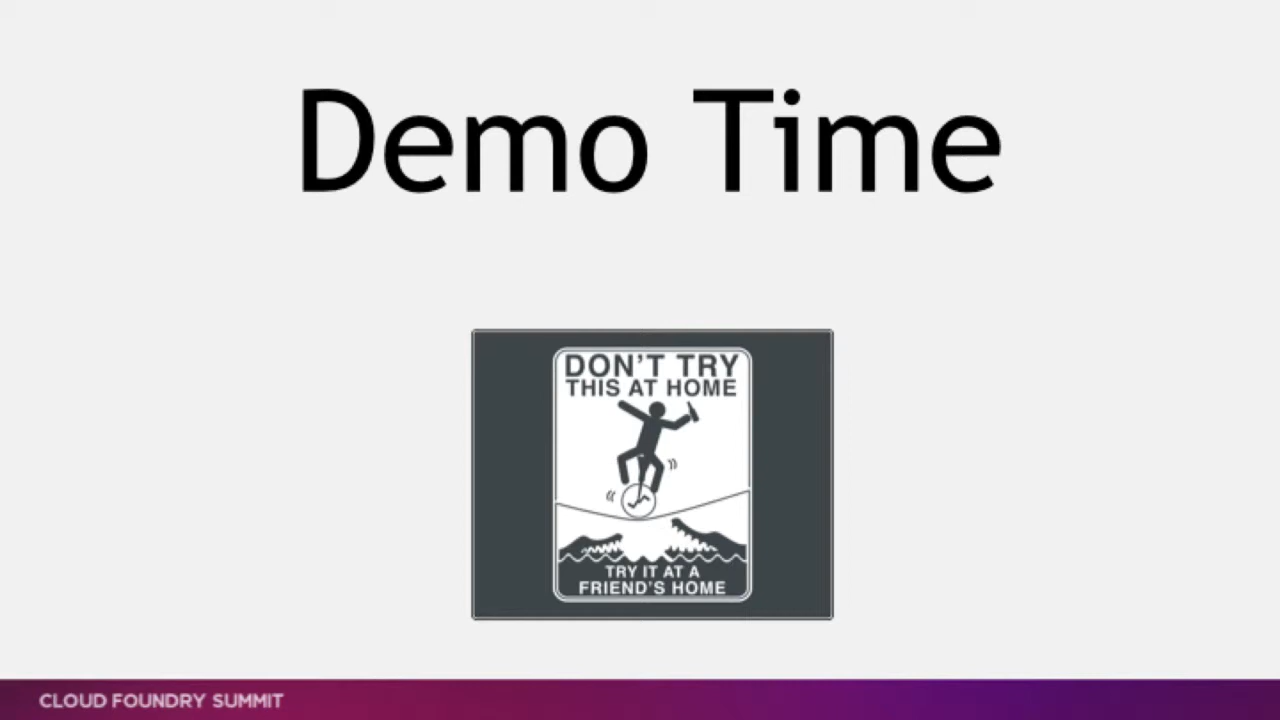 Demo Time
DON'T TRY
THIS AT HOME
TRY IT AT A
FRIEND'S HOME
CLOUD FOUNDRY SUMMIT